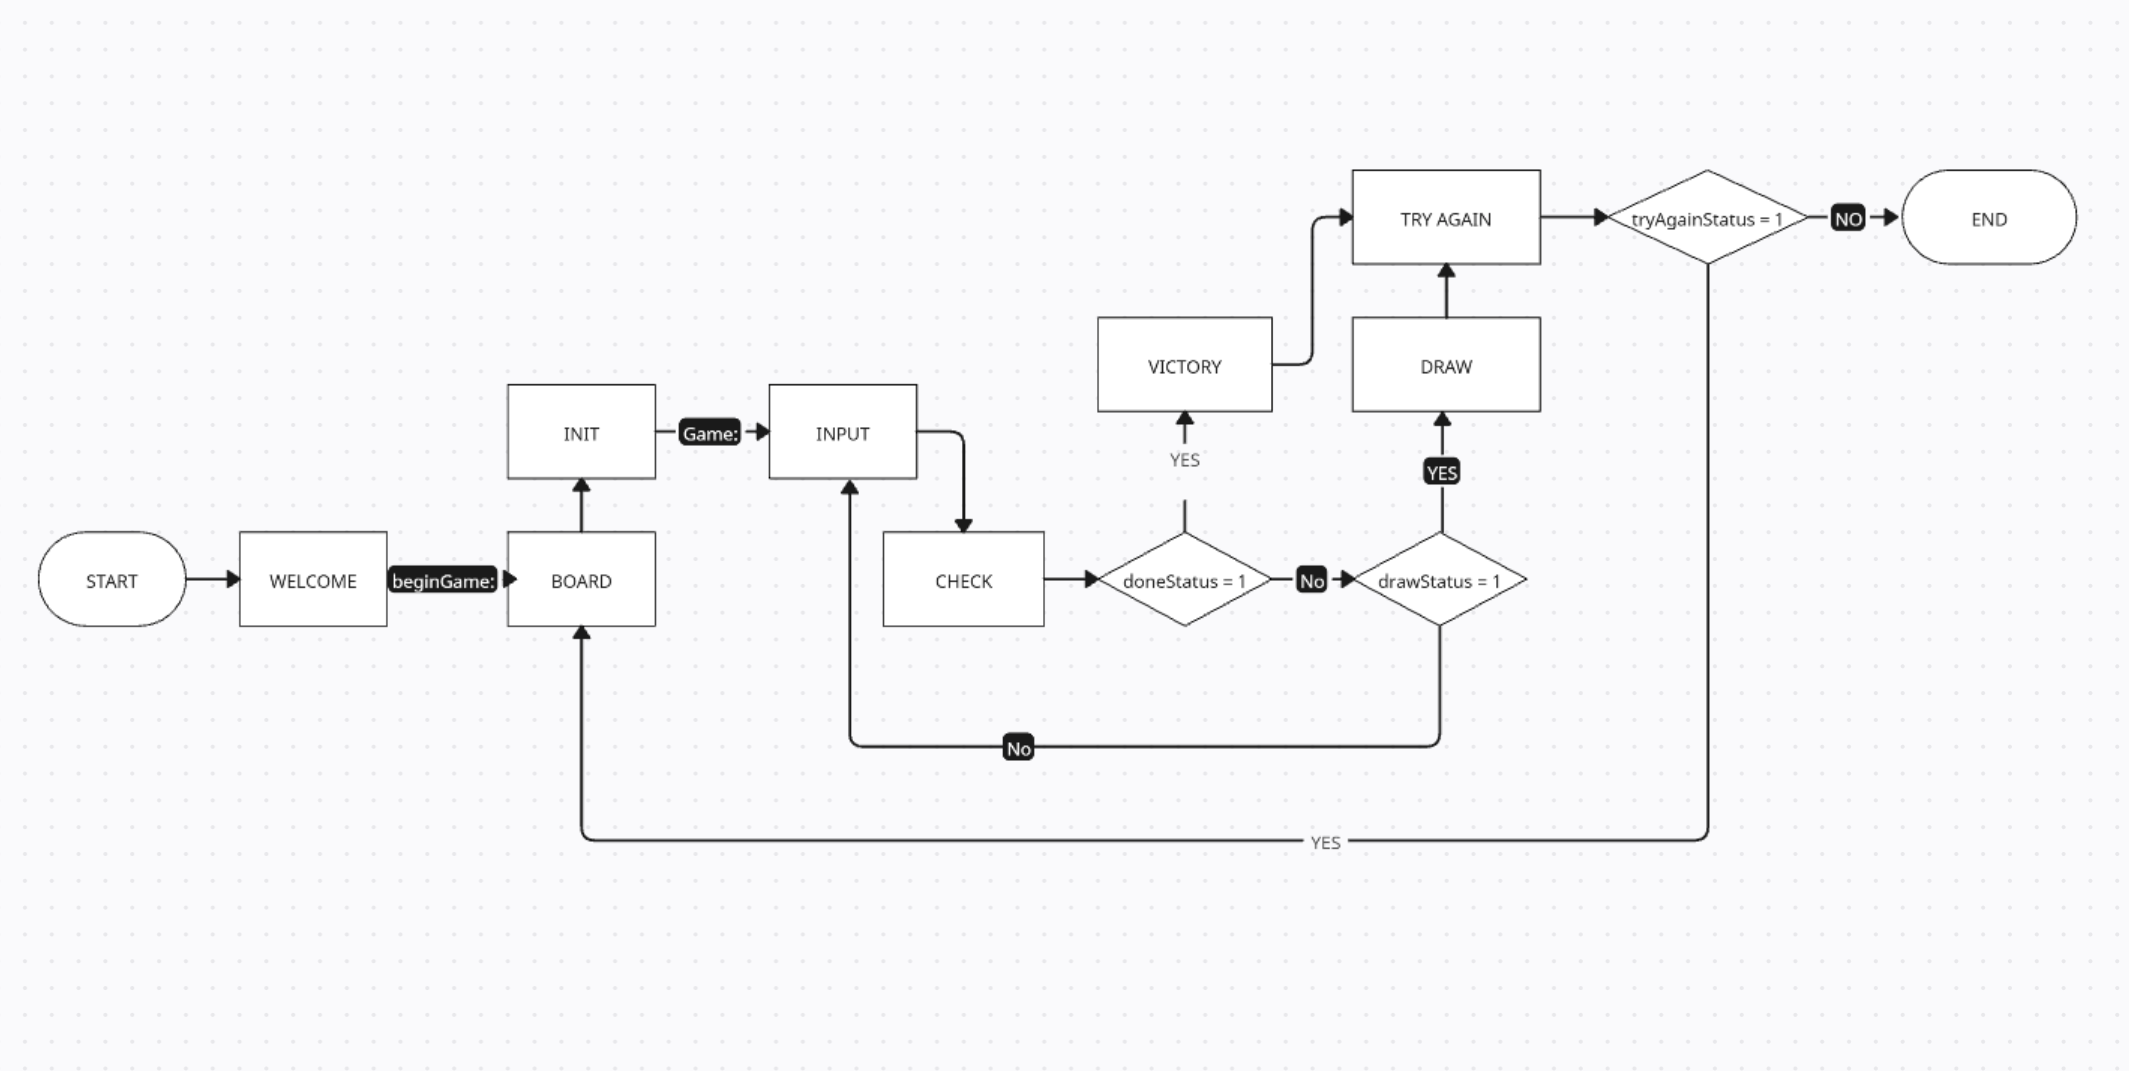 TRY AGAIN
tryAgainStatus = 1
NO
END
VICTORY
DRAW
INIT
Game:
INPUT
YES
YES
START
WELCOME
beginGame:
BOARD
CHECK
doneStatus = 1
No
drawStatus = 1
No
YES